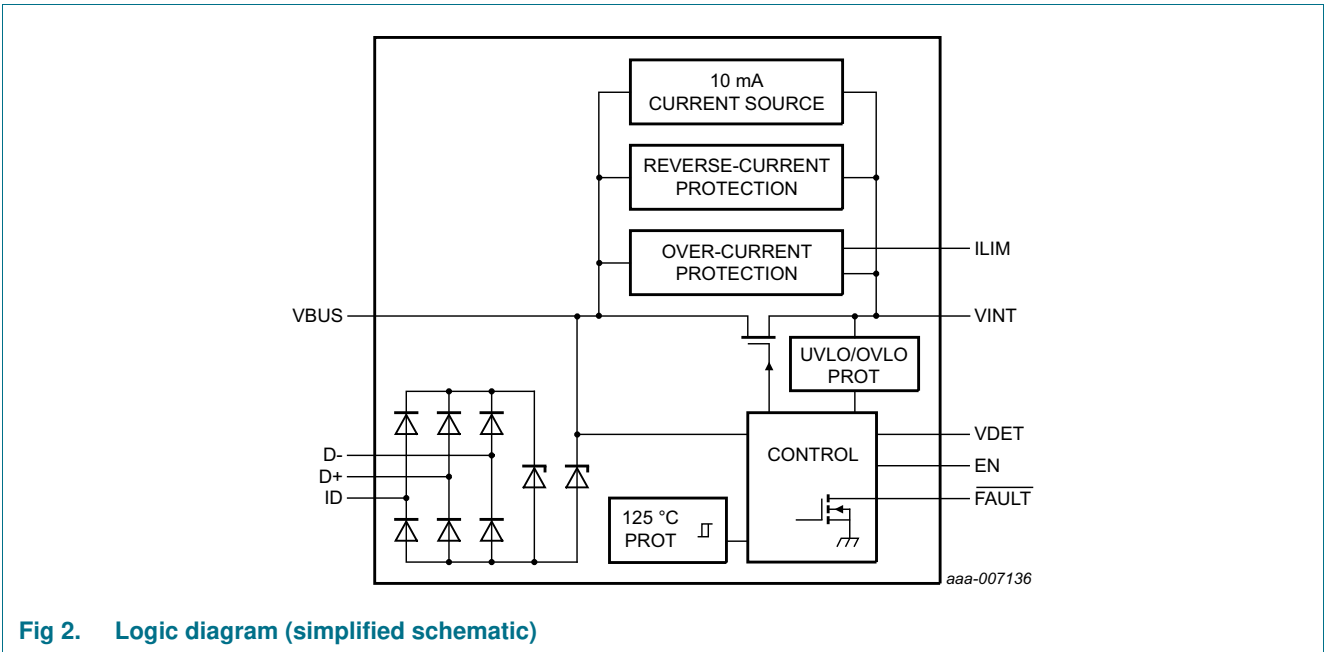 10 mA
CURRENT SOURCE
REVERSE-CURRENT
PROTECTION
OVER-CURRENT
PROTECTION
ILIM
VBUS
VINT
UVLO/OVLO
PROT
VDET
CONTROL
EN
D-
D+
ID
FAULT
125 °C
PROT
aaa-007136
Fig 2. Logic diagram (simplified schematic)